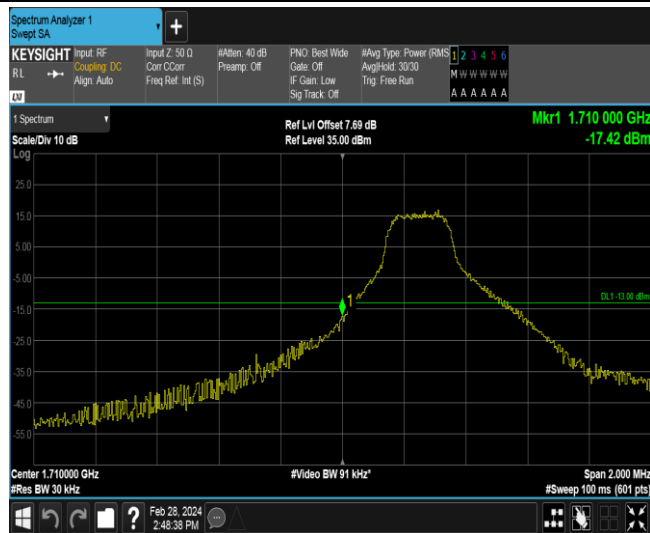 Spectrum Analyzer 1
Swept SA
KEYSIGHT
RL
Input: RF
Coupling: DC
Align: Auto
Input Z: 50 Ω
Corr CCorr
Freq Ref: Int (S)
#Atten: 40 dB
Preamp: Off
PNO: Best Wide
Gate: Off
IF Gain: Low
Sig Track: Off
#Avg Type: Power (RMS
Avg|Hold: 30/30
Trig: Free Run
1 2 3 4 5 6
M W W W W W
A A A A A A
LXI
1 Spectrum
Scale/Div 10 dB
Ref Lvl Offset 7.69 dB
Ref Level 35.00 dBm
Mkr1 1.710 000 GHz
-17.42 dBm
Log
25.0
15.0
5.00
-5.00
DL1 -13.00 dBm
1
-15.0
-25.0
-35.0
-45.0
-55.0
Center 1.710000 GHz
#Video BW 91 kHz*
Span 2.000 MHz
#Res BW 30 kHz
#Sweep 100 ms (601 pts)
Feb 28, 2024
2:48:38 PM